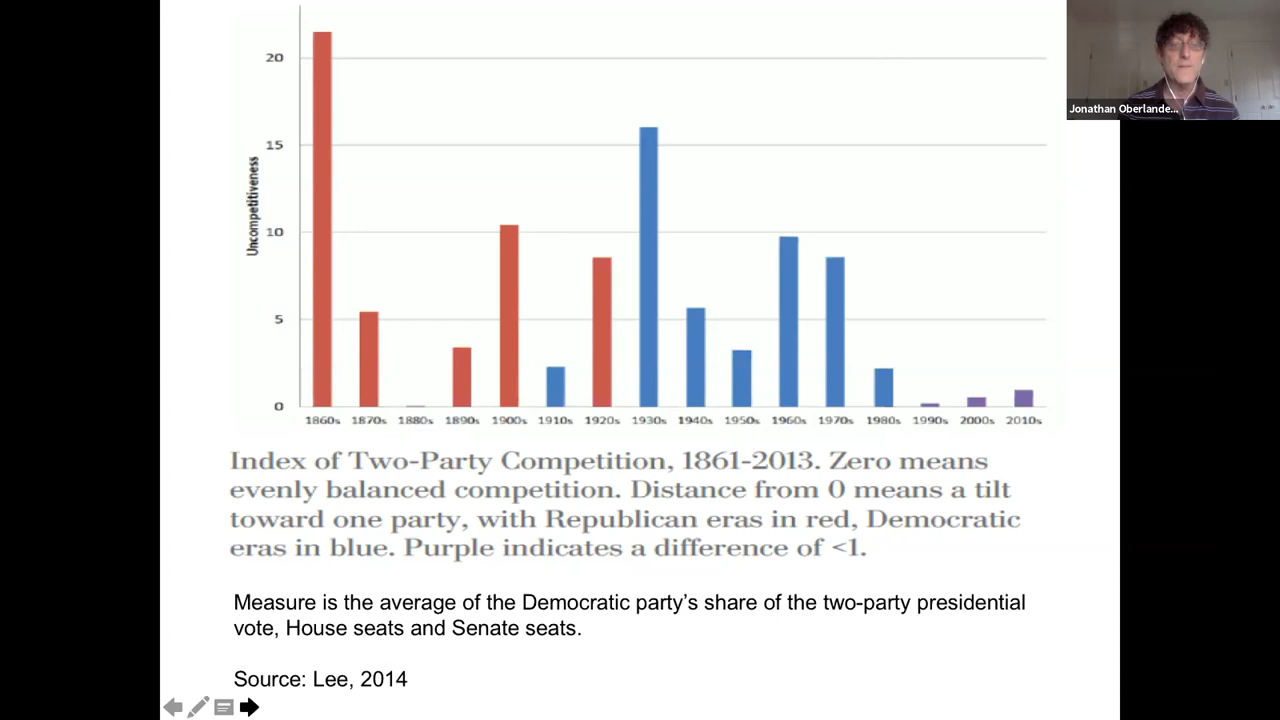 Jonathan Oberlande...
20
15
Uncompetitiveness
10
5
0
1860s 1870s 1880s 1890s 1900s 1910s 1920s 1930s 1940s 1950s 1960s 1970s 1980s 1990s 2000s 2010s
Index of Two-Party Competition, 1861-2013. Zero means
evenly balanced competition. Distance from 0 means a tilt
toward one party, with Republican eras in red, Democratic
eras in blue. Purple indicates a difference of <1.
Measure is the average of the Democratic party’s share of the two-party presidential
vote, House seats and Senate seats.
Source: Lee, 2014